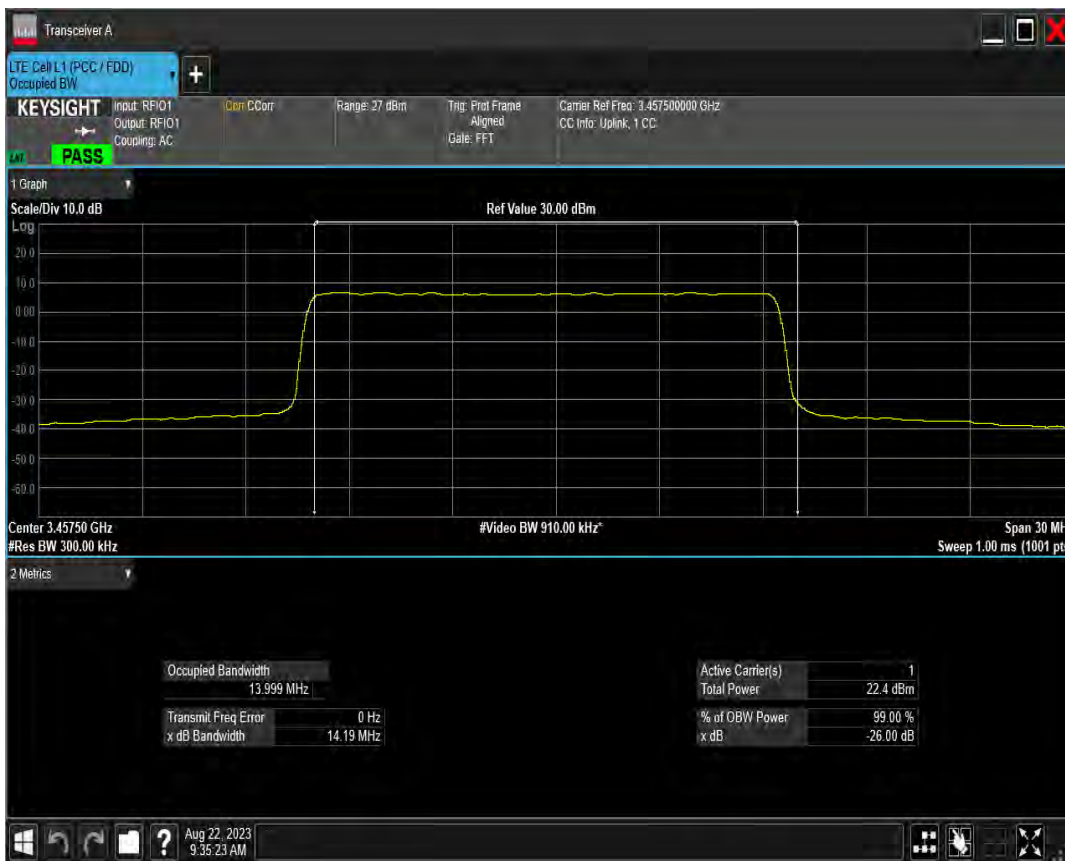 Transceiver A
LTE Cell L1 (PCC / FDD)
Occupied BW
+
KEYSIGHT
Input: RFIO1
Output: RFIO1
Coupling: AC
Corr CCorr
Range: 27 dBm
Trig: Prot Frame
Aligned
Gate: FFT
Carrier Ref Freq: 3.457500000 GHz
CC Info: Uplink, 1 CC
PASS
1 Graph
Scale/Div 10.0 dB
Ref Value 30.00 dBm
Log
20.0
10.0
0.00
-10.0
-20.0
-30.0
-40.0
-50.0
-60.0
Center 3.45750 GHz
#Video BW 910.00 kHz*
Span 30 MH
#Res BW 300.00 kHz
Sweep 1.00 ms (1001 pt
2 Metrics
Occupied Bandwidth
13.999 MHz
Transmit Freq Error 0 Hz
x dB Bandwidth 14.19 MHz
Active Carrier(s) 1
Total Power 22.4 dBm
% of OBW Power 99.00 %
x dB -26.00 dB
?
Aug 22, 2023
9:35:23 AM